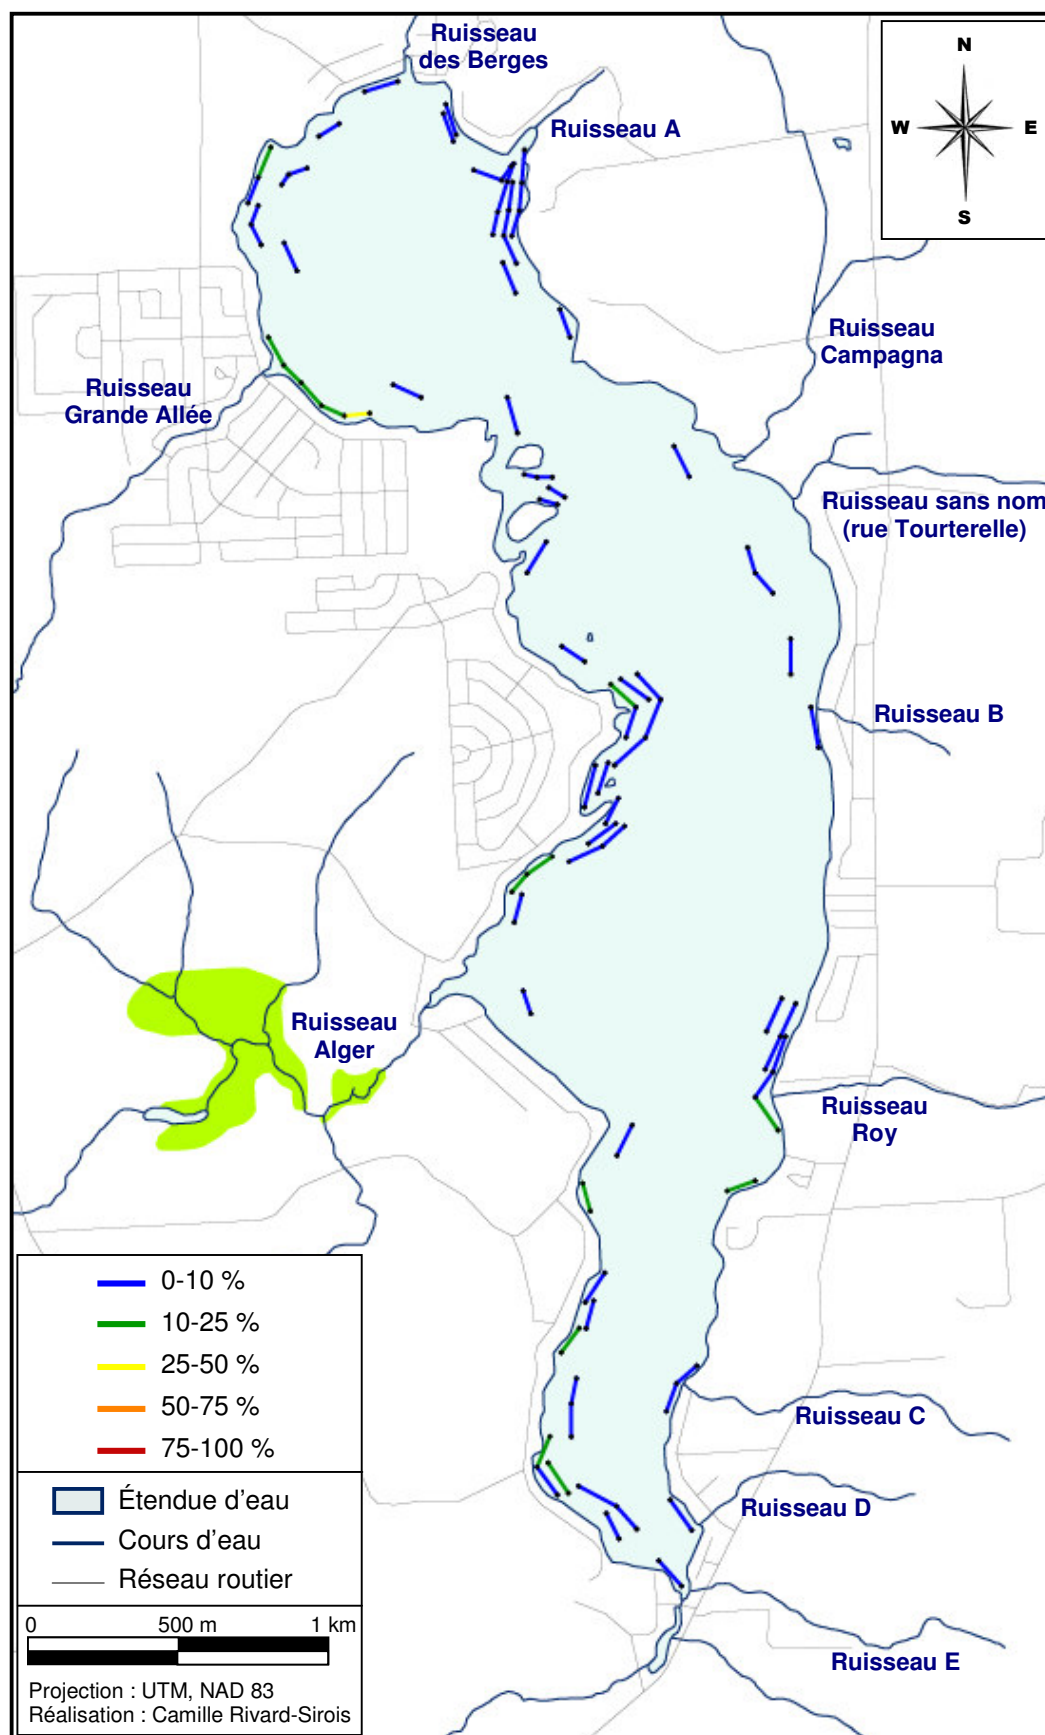 Ruisseau
des Berges
N
W
E
S
Ruisseau A
Ruisseau
Campagna
Ruisseau
Grande Allée
Ruisseau sans nom
(rue Tourterelle)
Ruisseau B
Ruisseau
Alger
Ruisseau
Roy
0-10 %
10-25 %
25-50 %
50-75 %
75-100 %
Ruisseau C
Étendue d'eau
Ruisseau D
Cours d'eau
Réseau routier
0 500 m 1 km
Ruisseau E
Projection : UTM, NAD 83
Réalisation : Camille Rivard-Sirois